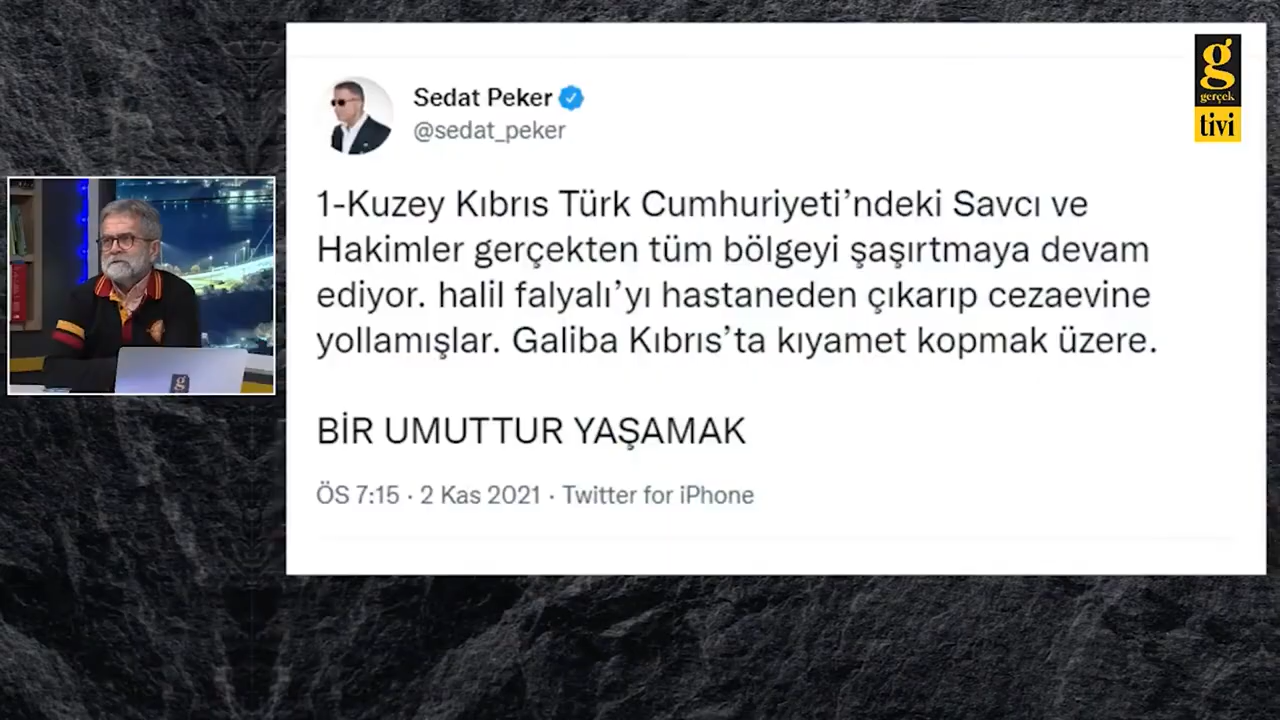 Sedat Peker
@sedat_peker
1-Kuzey Kıbrıs Türk Cumhuriyeti’ndeki Savcı ve
Hakimler gerçekten tüm bölgeyi şaşırtmaya devam
ediyor. halil falyalı’yı hastaneden çıkarıp cezaevine
yollamışlar. Galiba Kıbrıs’ta kıyamet kopmak üzere.
BİR UMUTTUR YAŞAMAK
ÖS 7:15 · 2 Kas 2021 · Twitter for iPhone
g
gerçek
tivi
g